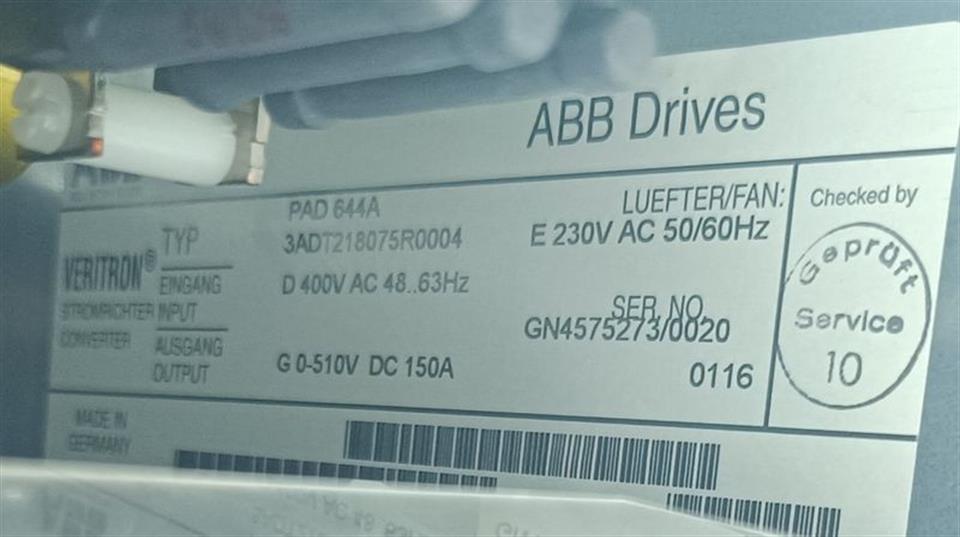 ABB Drives
PAD 644A
TYP
3ADT218075R0004
LUEFTER/FAN:
E 230V AC 50/60Hz
VERITRON®
STROMRICHTER
CONVERTER
EINGANG
INPUT
D 400V AC 48..63Hz
SER. NO.
GN4575273/0020
AUSGANG
OUTPUT
G 0-510V DC 150A
0116
Checked by
Geprüft
Service
10
MADE IN
GERMANY